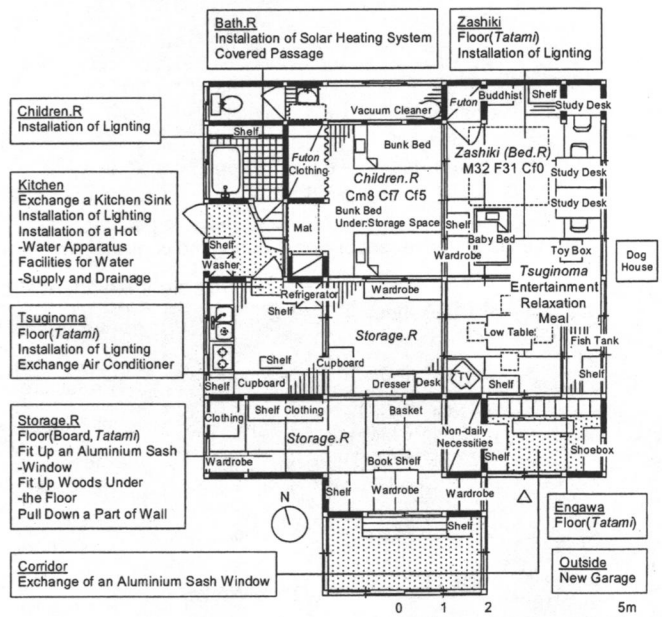 Bath.R
Installation of Solar Heating System
Covered Passage
Zashiki
Floor(Tatami)
Installation of Lignting
Children.R
Installation of Lignting
Kitchen
Exchange a Kitchen Sink
Installation of Lighting
Installation of a Hot
-Water Apparatus
Facilities for Water
-Supply and Drainage
Tsuginoma
Floor(Tatami)
Installation of Lignting
Exchange Air Conditioner
Storage.R
Floor(Board,Tatami)
Fit Up an Aluminium Sash
-Window
Fit Up Woods Under
-the Floor
Pull Down a Part of Wall
Corridor
Exchange of an Aluminium Sash Window
Engawa
Floor(Tatami)
Outside
New Garage
Dog
House
Vacuum Cleaner
Futon
Buddhist
Shelf
Study Desk
Shelf
Futon
Clothing
Bunk Bed
Children.R
Cm8 Cf7 Cf5
Bunk Bed
Under:Storage Space
Zashiki (Bed.R)
M32 F31 Cf0
Study Desk
Study Desk
Mat
Shelf
Baby Bed
Wardrobe
Toy Box
Shelf
Washer
Refrigerator
Shelf
Wardrobe
Tsuginoma
Entertainment
Relaxation
Meal
Storage.R
Low Table
Fish Tank
Shelf
Cupboard
TV
Shelf
Shelf
Shelf
Cupboard
Dresser
Desk
Clothing
Shelf
Clothing
Basket
Storage.R
Non-daily
Necessities
Shelf
Shoebox
Wardrobe
Book Shelf
Shelf
Wardrobe
Wardrobe
Shelf
N
0 1 2 5m